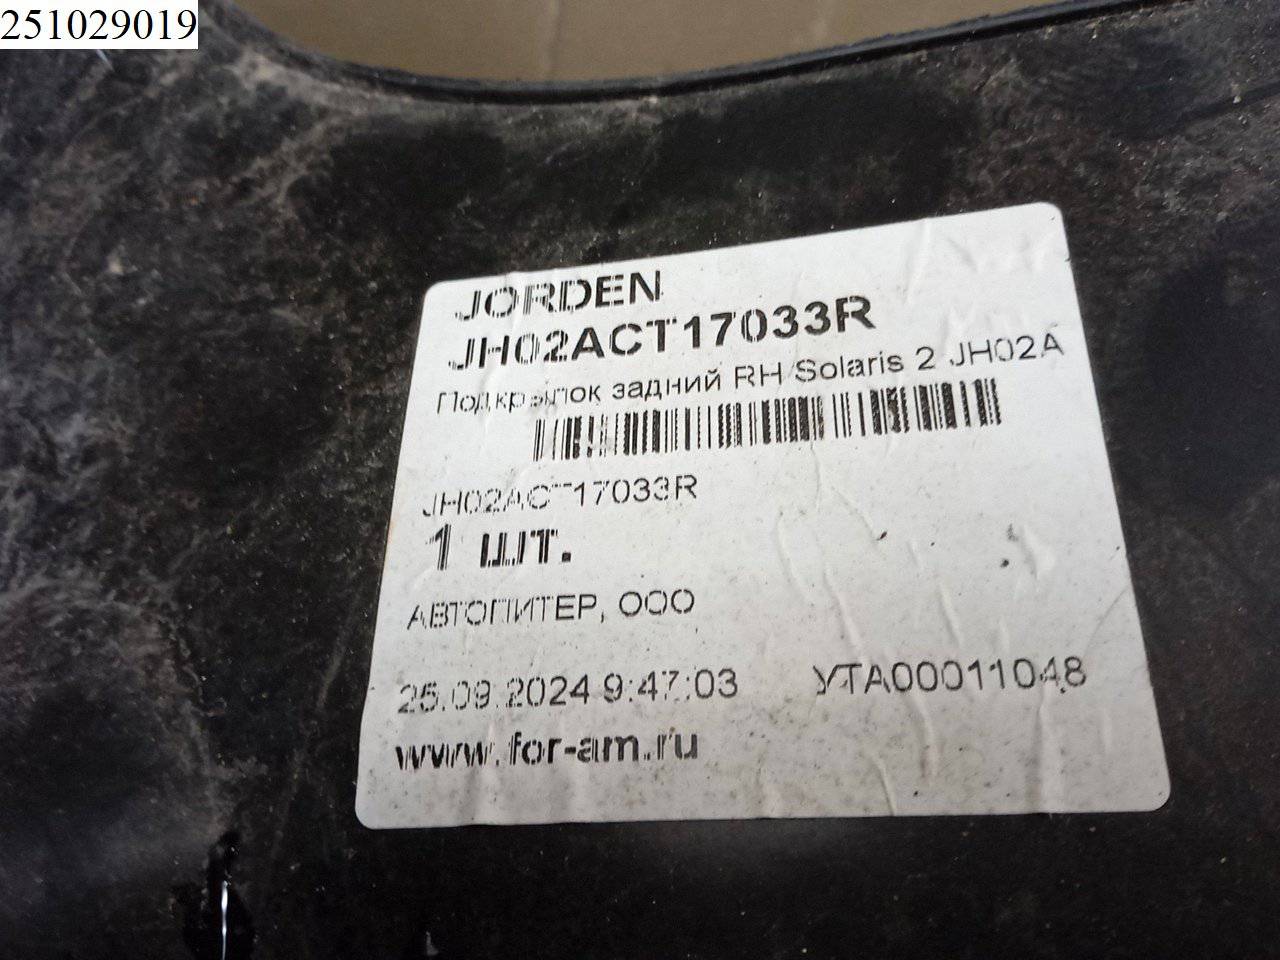 251029019
JORDEN
JH02ACT17033R
Подкрылок задний RH Solaris 2 JH02A
JH02ACT17033R
1 шт.
АВТОПИТЕР, ООО
25.09.2024 9:47:03 УТА00011048
www.for-am.ru